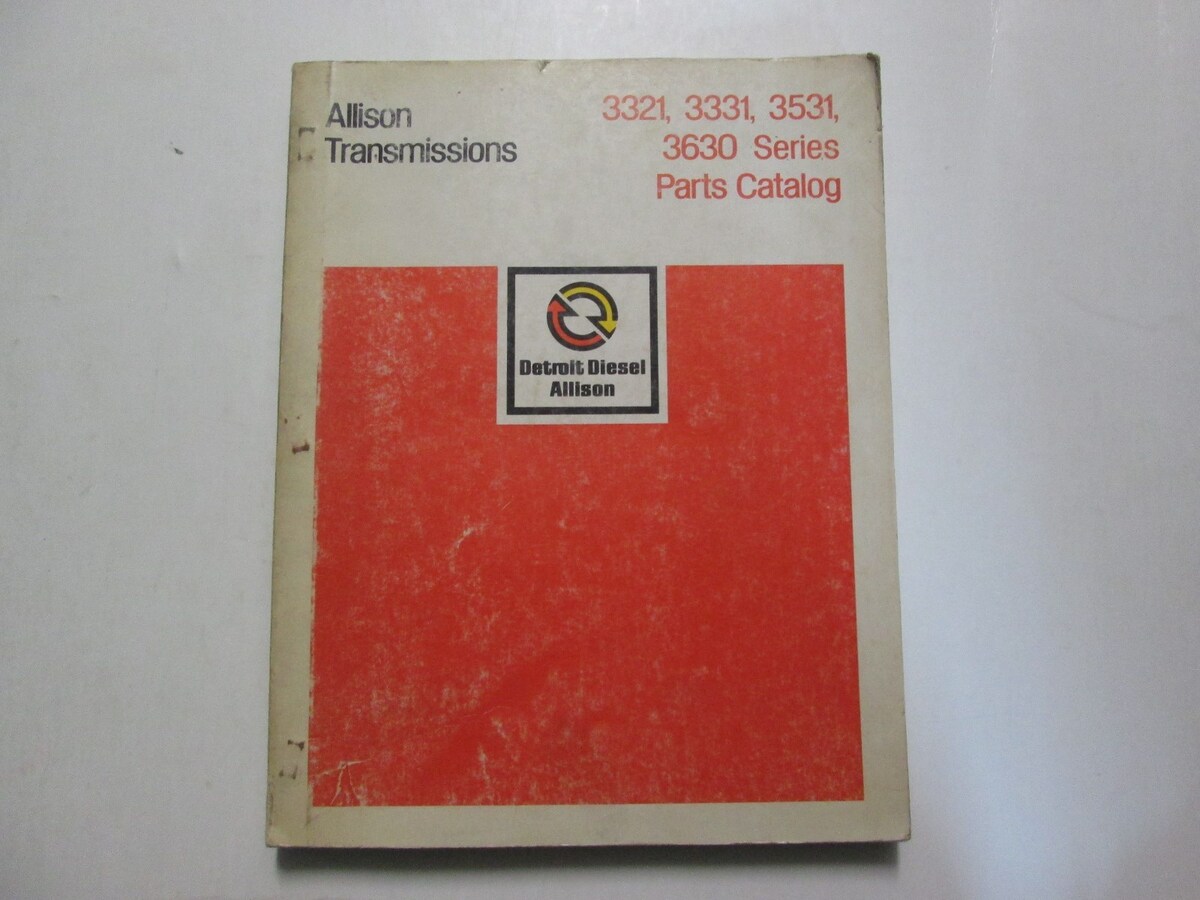 Allison
Transmissions
3321, 3331, 3531,
3630 Series
Parts Catalog
Detroit Diesel
Allison